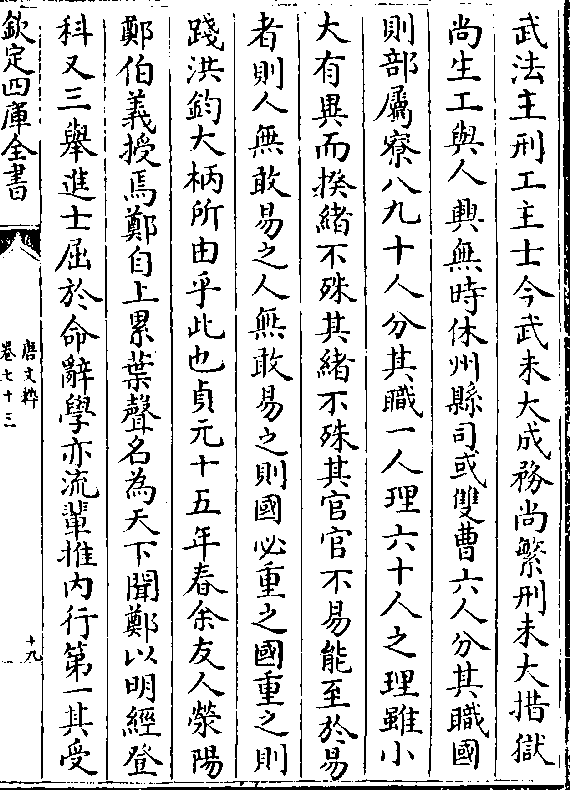 武法主刑工主士今武未大成務尚繁刑未大措獄
尚生工與人興無時休州縣司或雙曹六人分其職國
則部屬寮八九十人分其職一人理六十人之理雖小
大有異而揆緒不殊其緒不殊其官官不易能至於易
者則人無敢易之人無敢易之則國必重之國重之則
踐洪鈞大柄所由乎此也貞元十五年春余友人滎陽
鄭伯義授焉鄭自上累葉聲名為天下聞鄭以明經登
科又三舉進士屈於命辭學亦流輩推内行第一其受
欽定四庫全書
唐文粹
卷七十三
十九